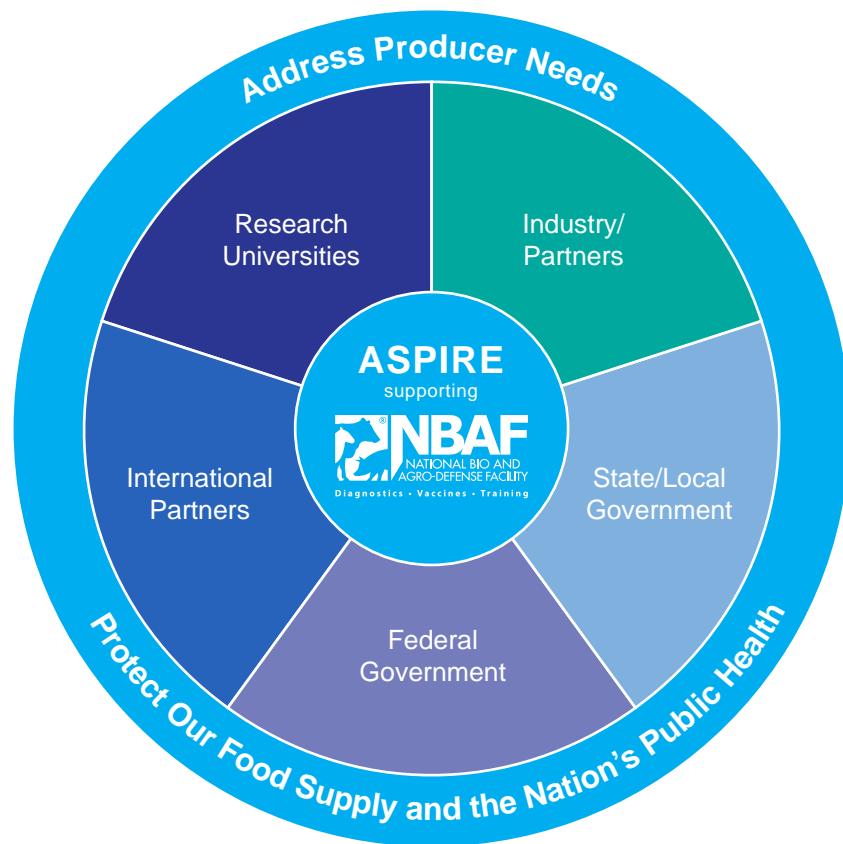 Address Producer Needs
Research
Universities
Industry/
Partners
ASPIRE
supporting
®
NBAF
NATIONAL BIO AND
AGRO-DEFENSE FACILITY
Diagnostics • Vaccines • Training
International
Partners
State/Local
Government
Federal
Government
Protect Our Food Supply and the Nation’s Public Health